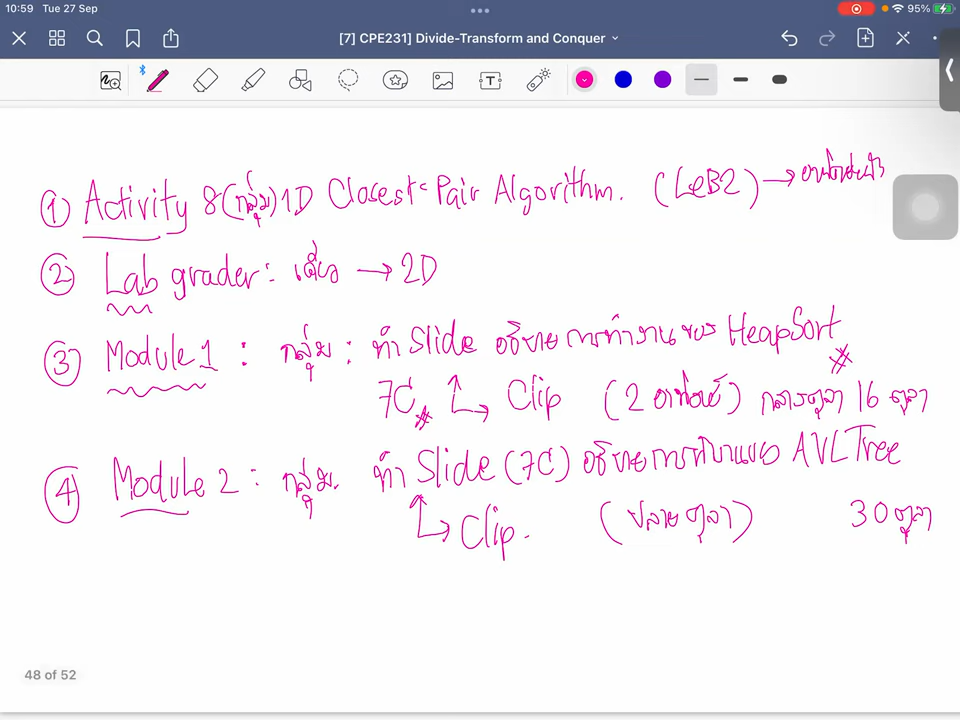 10:59 Tue 27 Sep 95%
[7] CPE231] Divide-Transform and Conquer
① Activity 8 (กลุ่ม) 1D Closest-Pair Algorithm. (LeB2) → อาทิตย์หน้า
② Lab grader: เดี่ยว → 2D
③ Module 1 : กลุ่ม : ทำ Slide อธิบายการทำงานของ HeapSort
7C # Clip (2 อาทิตย์) กลางตุลา 16 ตุลา
④ Module 2 : กลุ่ม. ทำ Slide (7C) อธิบายการทำงานของ AVL Tree
Clip. (ปลายตุลา) 30 ตุลา
48 of 52